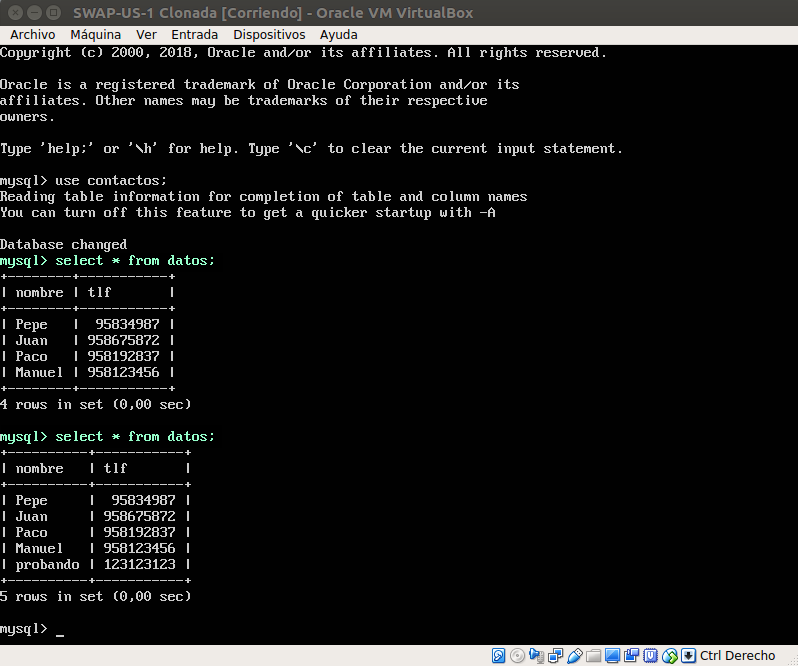 SWAP-US-1 Clonada [Corriendo] - Oracle VM VirtualBox
Archivo Máquina Ver Entrada Dispositivos Ayuda
Copyright (c) 2000, 2018, Oracle and/or its affiliates. All rights reserved.
Oracle is a registered trademark of Oracle Corporation and/or its
affiliates. Other names may be trademarks of their respective
owners.
Type 'help;' or '\h' for help. Type '\c' to clear the current input statement.
mysql> use contactos;
Reading table information for completion of table and column names
You can turn off this feature to get a quicker startup with -A
Database changed
mysql> select * from datos;
+--------+-----------+
| nombre | tlf       |
+--------+-----------+
| Pepe   |  95834987 |
| Juan   | 958675872 |
| Paco   | 958192837 |
| Manuel | 958123456 |
+--------+-----------+
4 rows in set (0,00 sec)
mysql> select * from datos;
+----------+-----------+
| nombre   | tlf       |
+----------+-----------+
| Pepe     |  95834987 |
| Juan     | 958675872 |
| Paco     | 958192837 |
| Manuel   | 958123456 |
| probando | 123123123 |
+----------+-----------+
5 rows in set (0,00 sec)
mysql> _
Ctrl Derecho